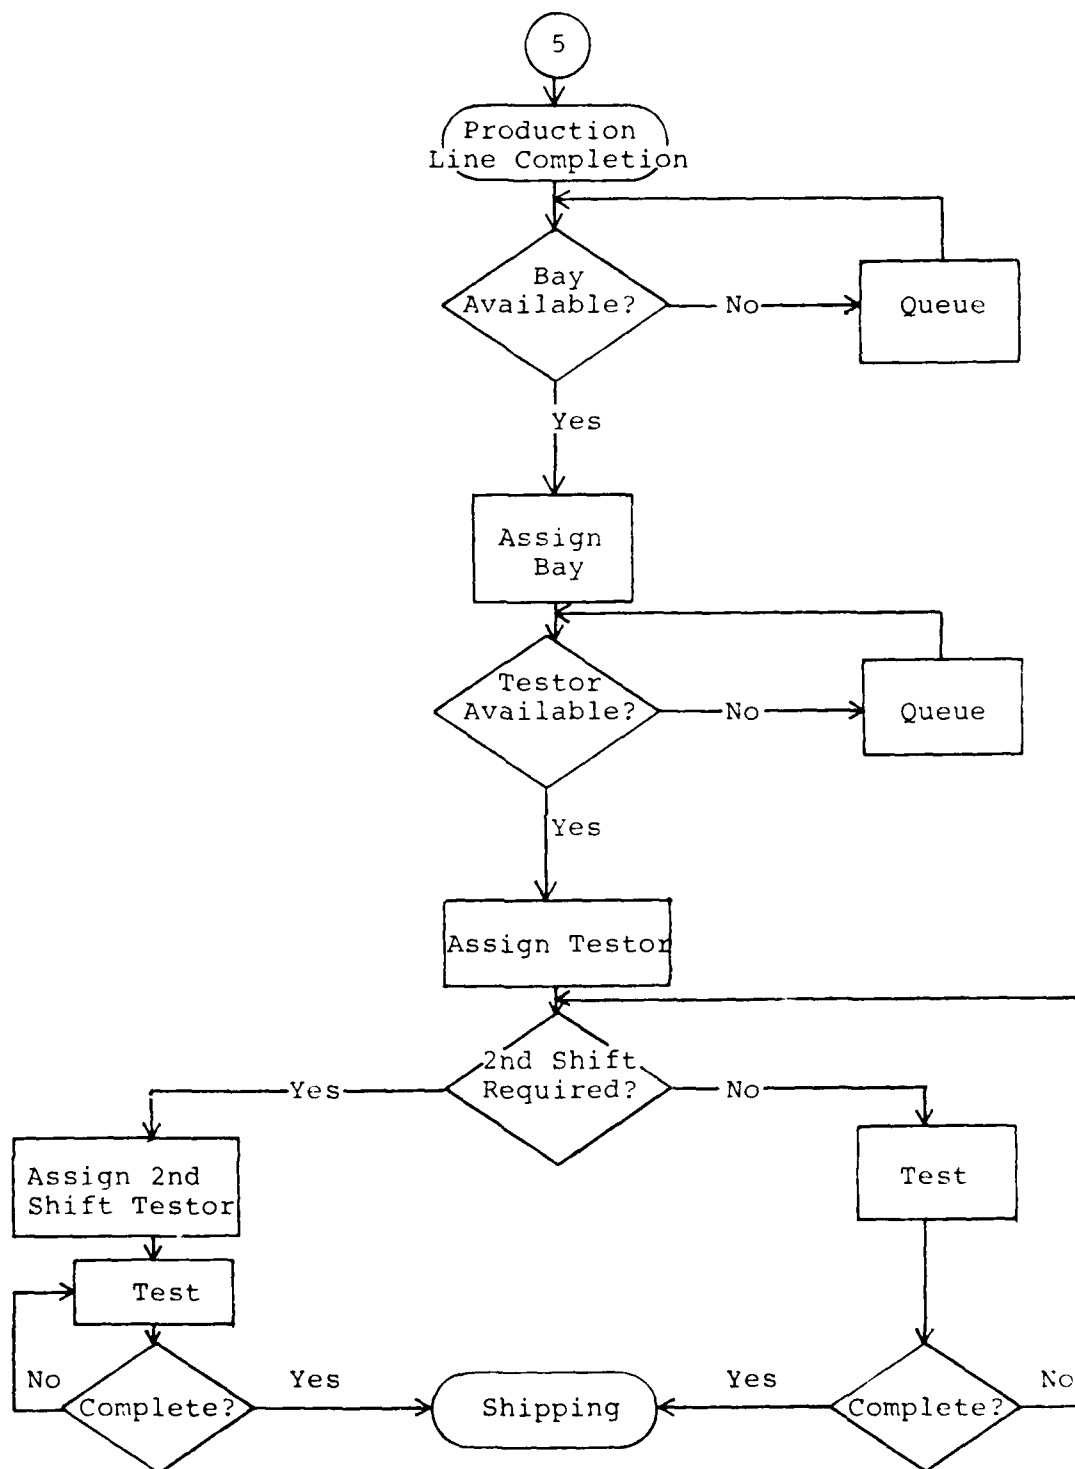 5
Production
Line Completion
Bay
Available?
No
Queue
Yes
Assign
Bay
Testor
Available?
No
Queue
Yes
Assign Testor
2nd Shift
Required?
Yes
No
Assign 2nd
Shift Testor
Test
Test
No
Complete?
Yes
Shipping
Yes
Complete?
No